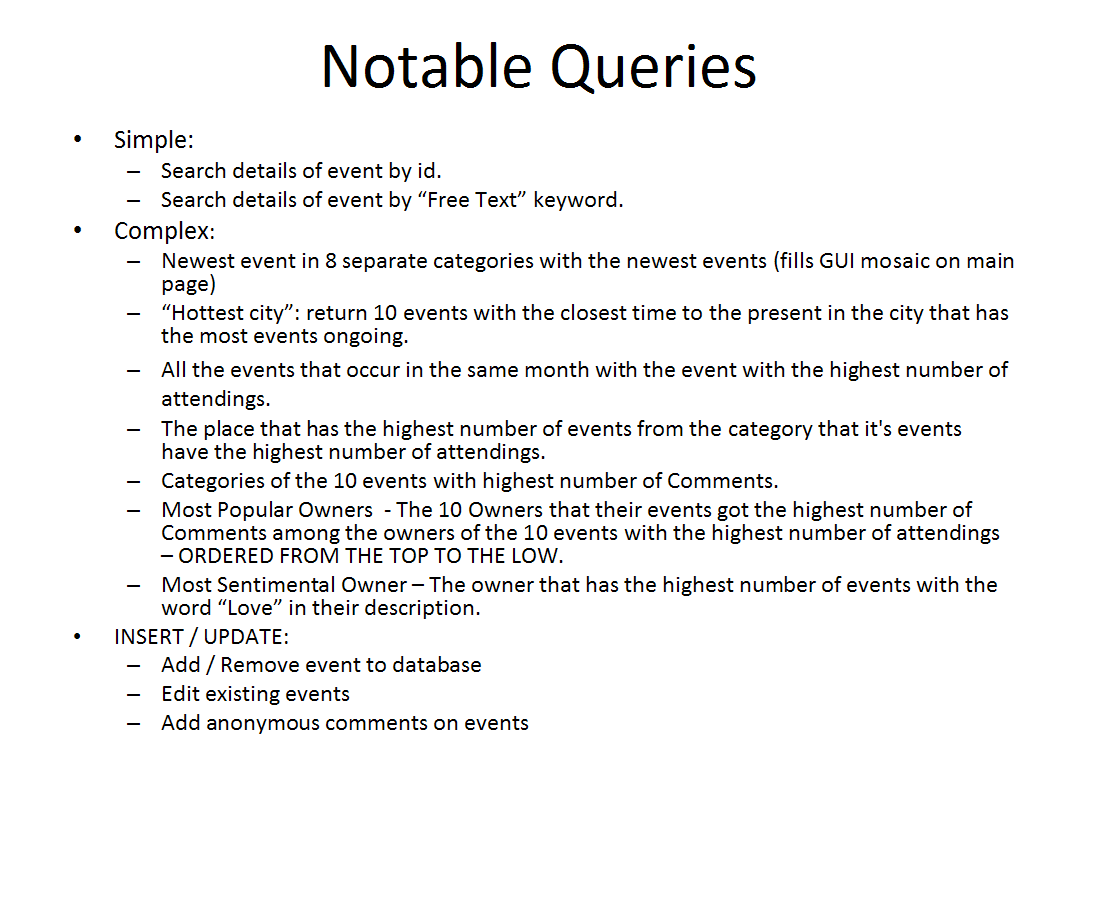 Notable Queries
• Simple:
– Search details of event by id.
– Search details of event by “Free Text” keyword.
• Complex:
– Newest event in 8 separate categories with the newest events (fills GUI mosaic on main
page)
– “Hottest city”: return 10 events with the closest time to the present in the city that has
the most events ongoing.
– All the events that occur in the same month with the event with the highest number of
attendings.
– The place that has the highest number of events from the category that it's events
have the highest number of attendings.
– Categories of the 10 events with highest number of Comments.
– Most Popular Owners  - The 10 Owners that their events got the highest number of
Comments among the owners of the 10 events with the highest number of attendings
– ORDERED FROM THE TOP TO THE LOW.
– Most Sentimental Owner – The owner that has the highest number of events with the
word “Love” in their description.
• INSERT / UPDATE:
– Add / Remove event to database
– Edit existing events
– Add anonymous comments on events